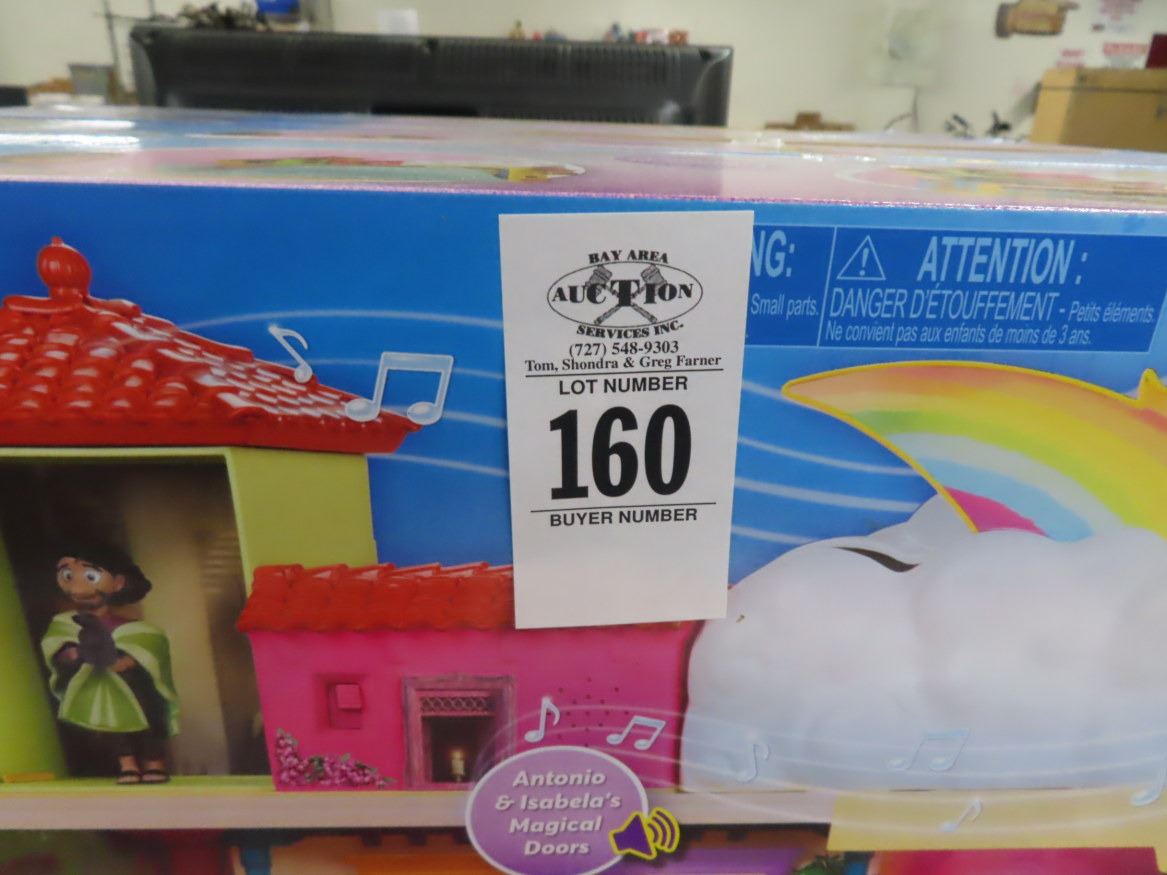 BAY AREA
AUCTION
SERVICES INC.
(727) 548-9303
Tom, Shondra & Greg Farner
LOT NUMBER
160
BUYER NUMBER
NG:
Small parts.
ATTENTION :
DANGER D'ÉTOUFFEMENT - Petits éléments.
Ne convient pas aux enfants de moins de 3 ans.
Antonio
& Isabela's
Magical
Doors